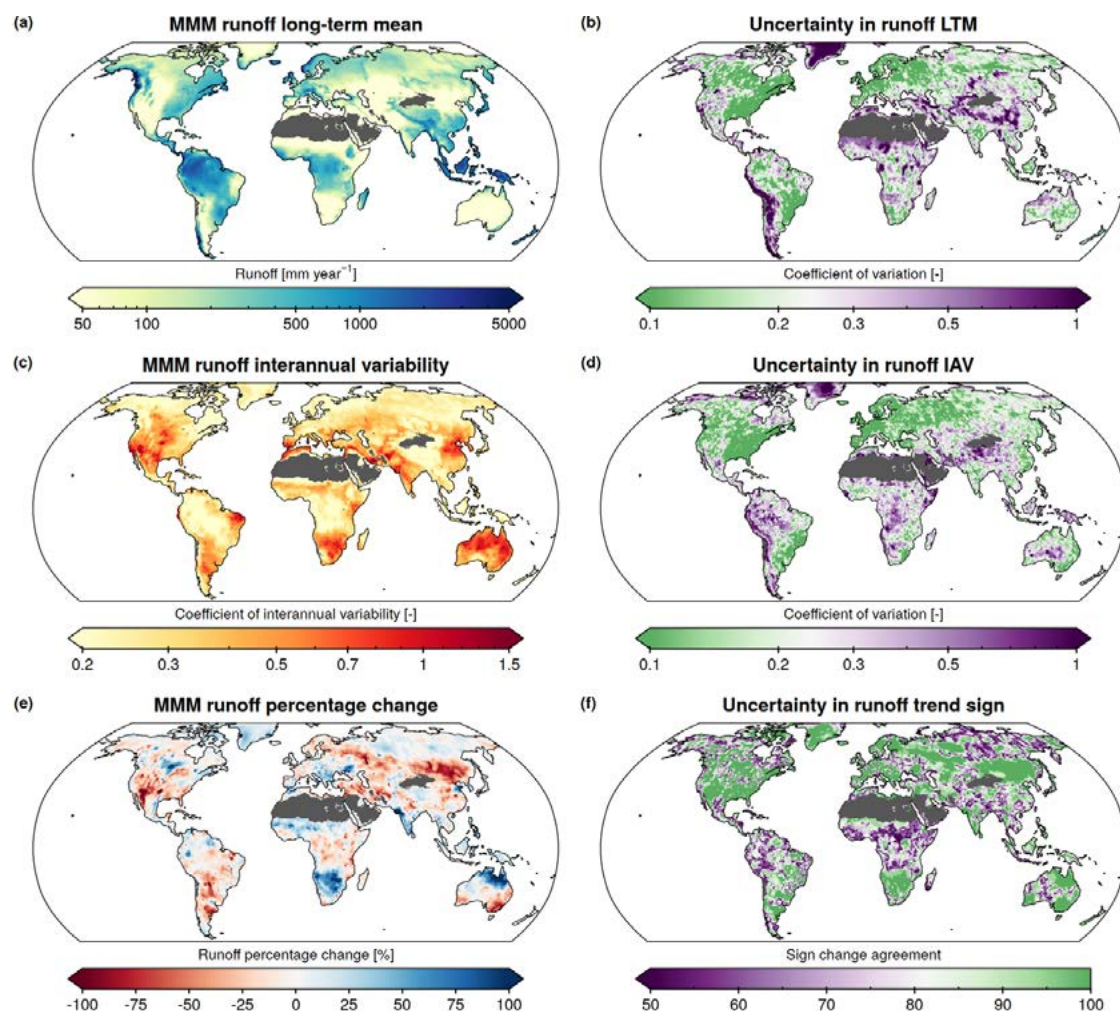 (a) MMM runoff long-term mean
(b) Uncertainty in runoff LTM
Runoff [mm year⁻¹]
50 100 500 1000 5000
Coefficient of variation [-]
0.1 0.2 0.3 0.5 1
(c) MMM runoff interannual variability
(d) Uncertainty in runoff IAV
Coefficient of interannual variability [-]
0.2 0.3 0.5 0.7 1 1.5
Coefficient of variation [-]
0.1 0.2 0.3 0.5 1
(e) MMM runoff percentage change
(f) Uncertainty in runoff trend sign
Runoff percentage change [%]
-100 -75 -50 -25 0 25 50 75 100
Sign change agreement
50 60 70 80 90 100